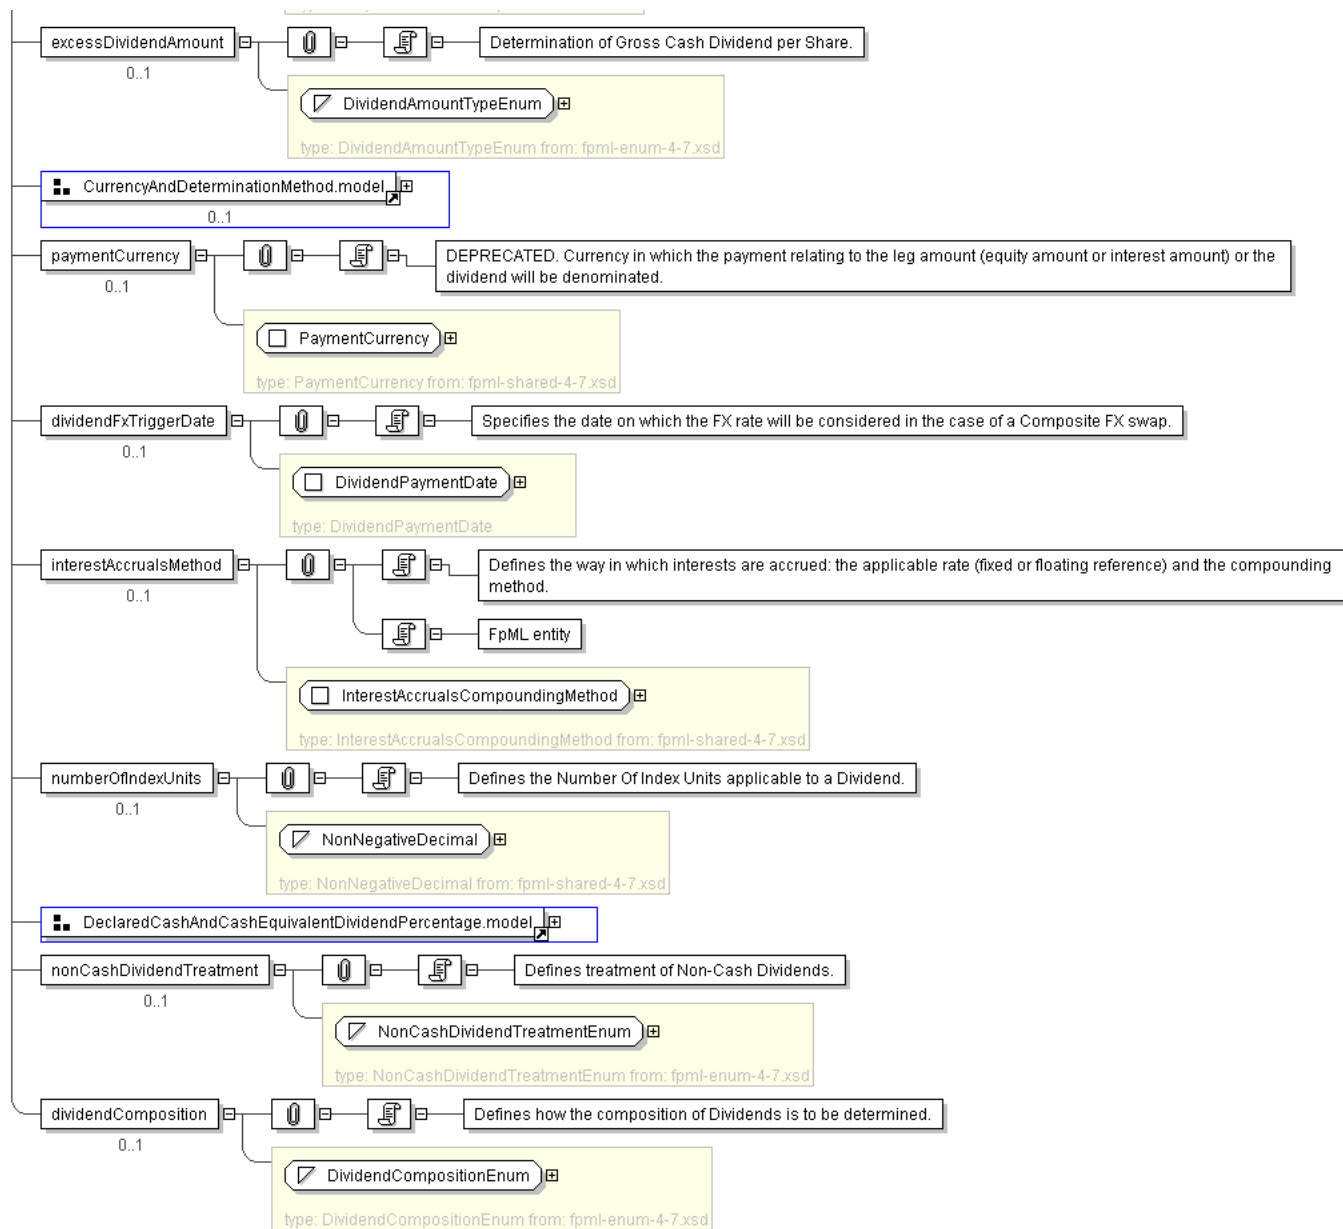 excessDividendAmount
Determination of Gross Cash Dividend per Share.
0..1
DividendAmountTypeEnum
type: DividendAmountTypeEnum from: fpml-enum-4-7.xsd
CurrencyAndDeterminationMethod.model
0..1
paymentCurrency
DEPRECATED. Currency in which the payment relating to the leg amount (equity amount or interest amount) or the
dividend will be denominated.
0..1
PaymentCurrency
type: PaymentCurrency from: fpml-shared-4-7.xsd
dividendFxTriggerDate
Specifies the date on which the FX rate will be considered in the case of a Composite FX swap.
0..1
DividendPaymentDate
type: DividendPaymentDate
interestAccrualsMethod
Defines the way in which interests are accrued: the applicable rate (fixed or floating reference) and the compounding
method.
0..1
FpML entity
InterestAccrualsCompoundingMethod
type: InterestAccrualsCompoundingMethod from: fpml-shared-4-7.xsd
numberOfIndexUnits
Defines the Number Of Index Units applicable to a Dividend.
0..1
NonNegativeDecimal
type: NonNegativeDecimal from: fpml-shared-4-7.xsd
DeclaredCashAndCashEquivalentDividendPercentage.model
nonCashDividendTreatment
Defines treatment of Non-Cash Dividends.
0..1
NonCashDividendTreatmentEnum
type: NonCashDividendTreatmentEnum from: fpml-enum-4-7.xsd
dividendComposition
Defines how the composition of Dividends is to be determined.
0..1
DividendCompositionEnum
type: DividendCompositionEnum from: fpml-enum-4-7.xsd